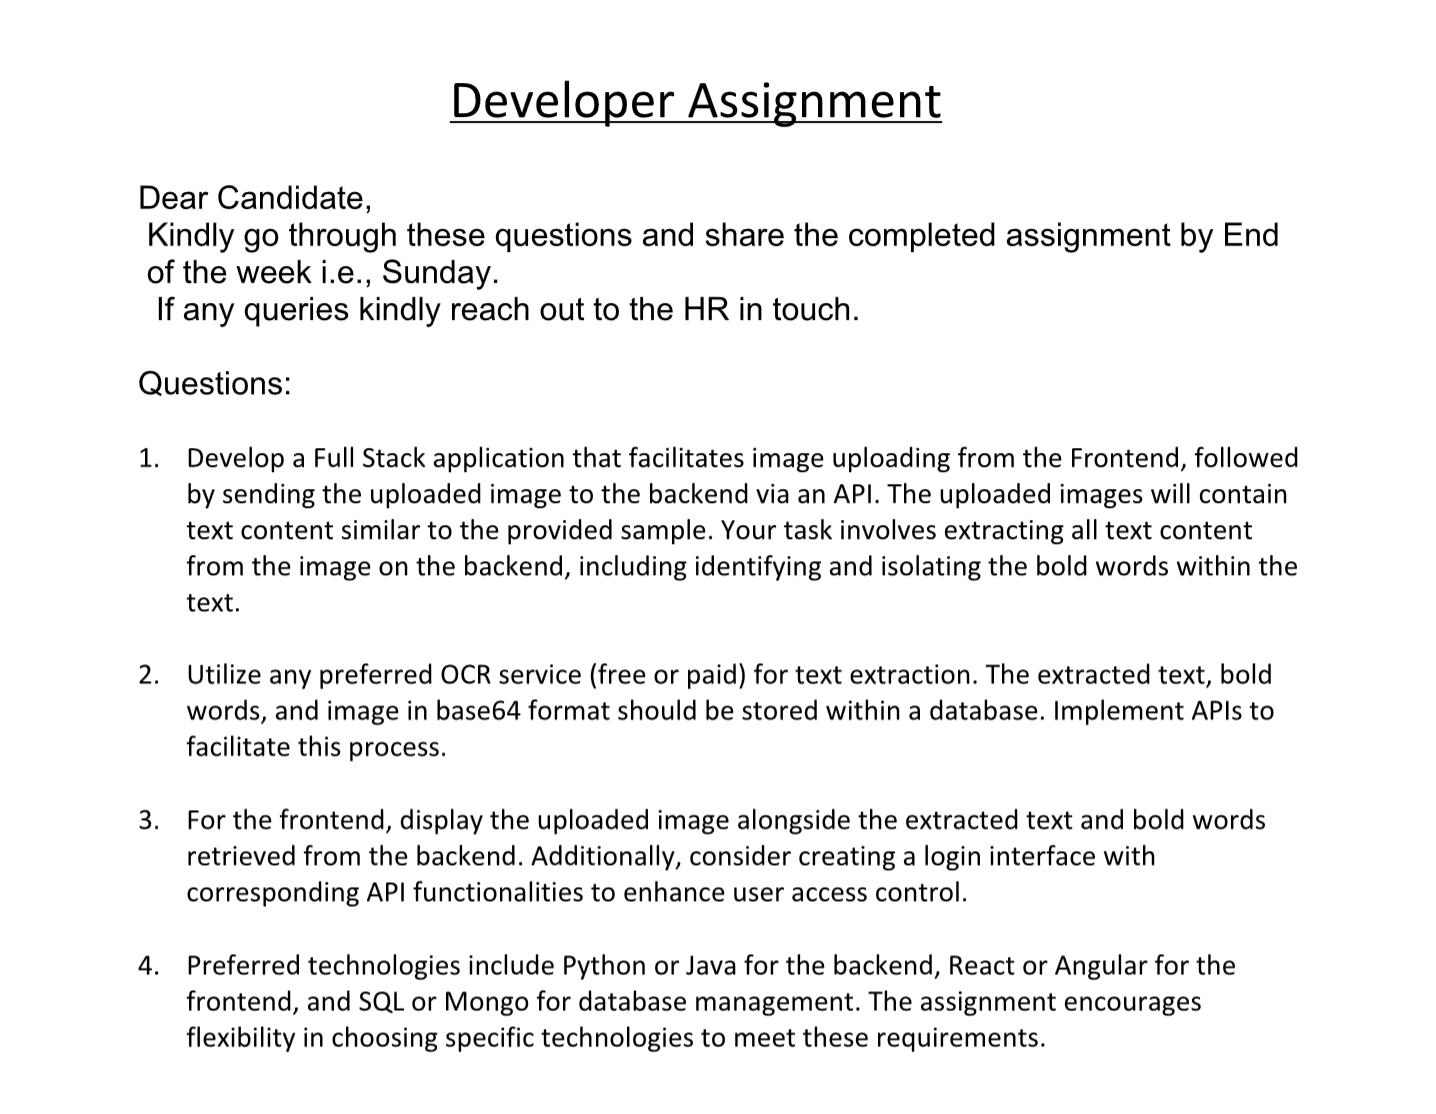 Developer Assignment
Dear Candidate,
Kindly go through these questions and share the completed assignment by End
of the week i.e., Sunday.
If any queries kindly reach out to the HR in touch.
Questions:
1. Develop a Full Stack application that facilitates image uploading from the Frontend, followed
by sending the uploaded image to the backend via an API. The uploaded images will contain
text content similar to the provided sample. Your task involves extracting all text content
from the image on the backend, including identifying and isolating the bold words within the
text.
2. Utilize any preferred OCR service (free or paid) for text extraction. The extracted text, bold
words, and image in base64 format should be stored within a database. Implement APIs to
facilitate this process.
3. For the frontend, display the uploaded image alongside the extracted text and bold words
retrieved from the backend. Additionally, consider creating a login interface with
corresponding API functionalities to enhance user access control.
4. Preferred technologies include Python or Java for the backend, React or Angular for the
frontend, and SQL or Mongo for database management. The assignment encourages
flexibility in choosing specific technologies to meet these requirements.